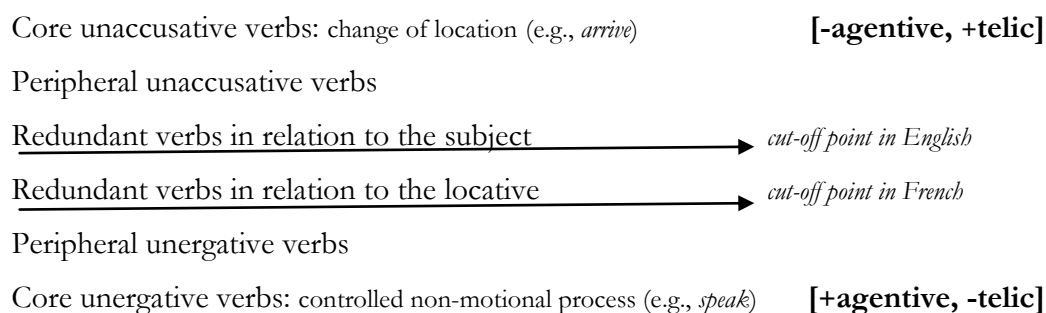 Core unaccusative verbs: change of location (e.g., arrive) [-agentive, +telic]
Peripheral unaccusative verbs
Redundant verbs in relation to the subject cut-off point in English
Redundant verbs in relation to the locative cut-off point in French
Peripheral unergative verbs
Core unergative verbs: controlled non-motional process (e.g., speak) [+agentive, -telic]